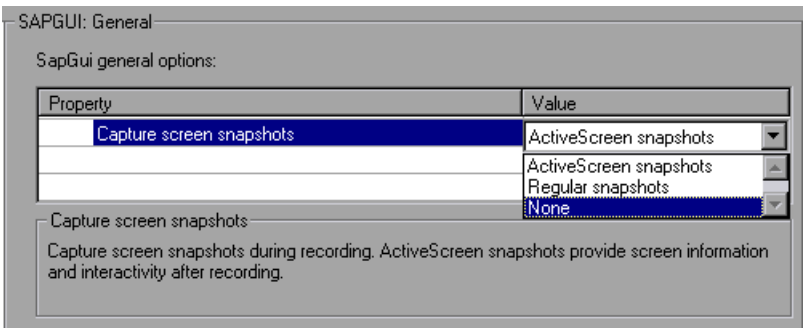 SAPGUI: General
SapGui general options:
Property Value
Capture screen snapshots ActiveScreen snapshots
ActiveScreen snapshots
Regular snapshots
None
Capture screen snapshots
Capture screen snapshots during recording. ActiveScreen snapshots provide screen information
and interactivity after recording.